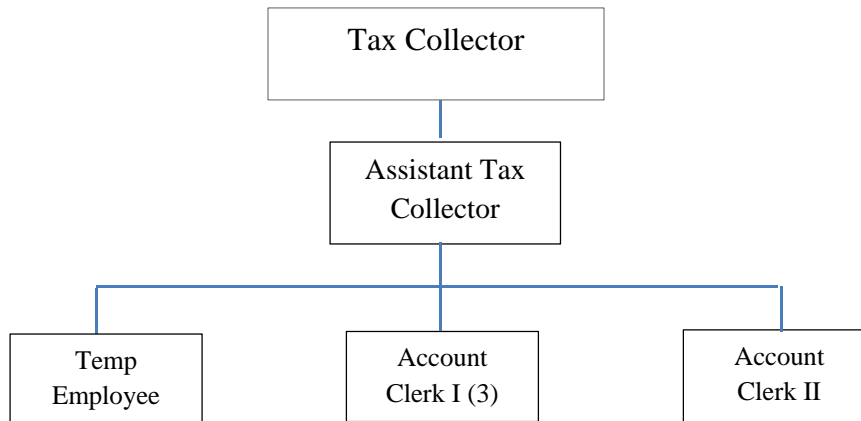 Tax Collector
Assistant Tax
Collector
Temp
Employee
Account
Clerk I (3)
Account
Clerk II